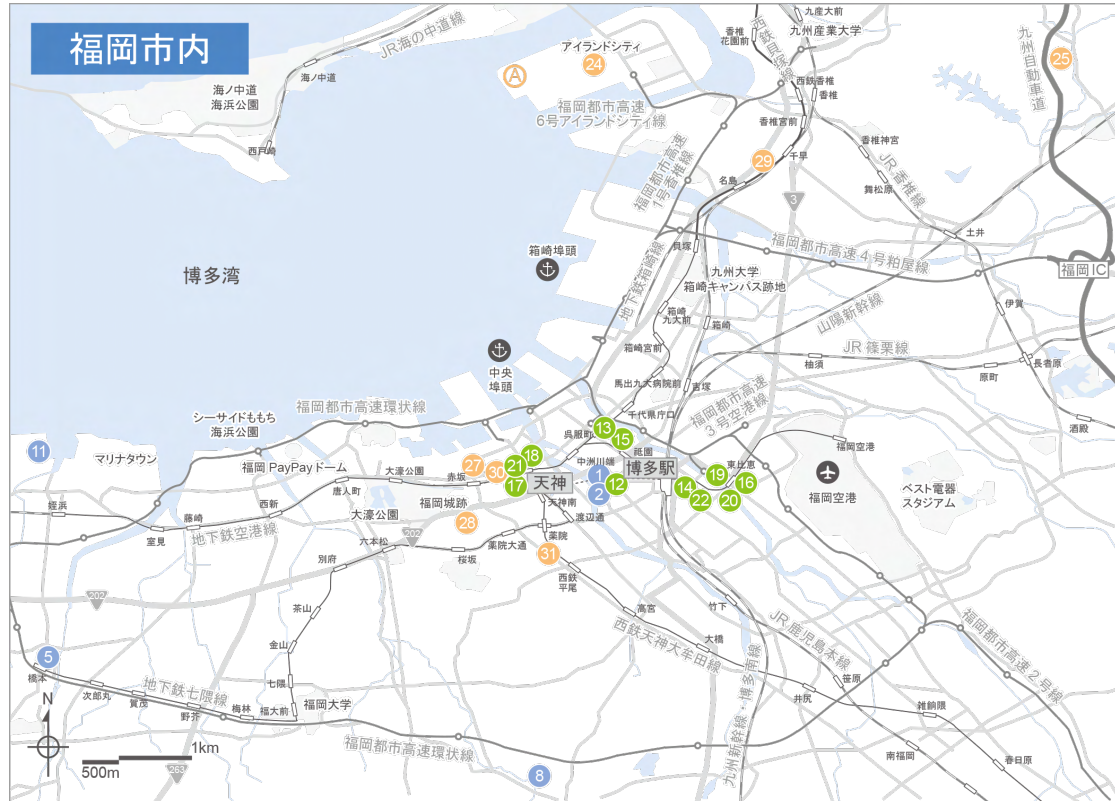 福岡市内
JR海の中道線
海ノ中道
海ノ中道
海浜公園
西戸崎
A
アイランドシティ
24
福岡都市高速
6号アイランドシティ線
西鉄貝塚線
香椎
花園前
九産大前
九州産業大学
西鉄香椎
香椎
香椎宮前
九州自動車道
25
福岡都市高速
1号香椎線
29
千早
名島
香椎神宮
舞松原
JR香椎線
3
土井
貝塚
福岡都市高速4号粕屋線
福岡IC
箱崎埠頭
博多湾
地下鉄箱崎線
九州大学
箱崎キャンパス跡地
箱崎
九大前
箱崎
山陽新幹線
伊賀
中央
埠頭
箱崎宮前
JR篠栗線
柚須
原町
長者原
馬出九大病院前
吉塚
酒殿
シーサイドももち
海浜公園
福岡都市高速環状線
千代県庁口
福岡都市高速
3号空港線
呉服町
13
15
祇園
11
マリナタウン
福岡PayPayドーム
大濠公園
赤坂
27
30
21
18
17
天神
中洲川端
1
2
12
博多駅
14
19
東比恵
16
22
20
福岡空港
福岡空港
ベスト電器
スタジアム
姪浜
室見
藤崎
西新
唐人町
地下鉄空港線
大濠公園
福岡城跡
28
202
天神南
渡辺通
薬院
31
薬院大通
桜坂
六本松
別府
西鉄
平尾
茶山
202
高宮
竹下
西鉄天神大牟田線
大橋
JR鹿児島本線
福岡都市高速2号線
金山
5
橋本
次郎丸
賀茂
地下鉄七隈線
野芥
梅林
福大前
七隈
福岡大学
井尻
笹原
雑餉隈
九州新幹線・博多南線
N
500m
1km
263
福岡都市高速環状線
8
南福岡
春日原